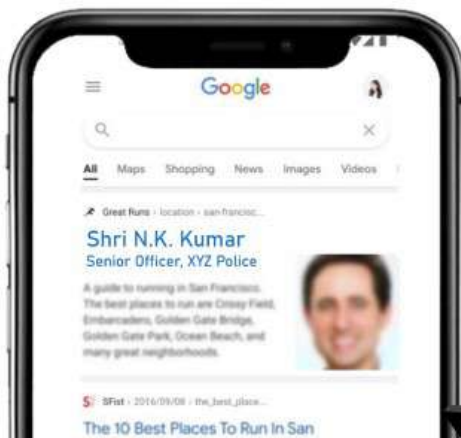 Google
All Maps Shopping News Images Videos
Great Runs › location › san-francisc...
Shri N.K. Kumar
Senior Officer, XYZ Police
A guide to running in San Francisco.
The best places to run are Crissy Field,
Embarcadero, Golden Gate Bridge,
Golden Gate Park, Ocean Beach, and
many great neighborhoods.
S SFist › 2016/09/08 › the_best_place...
The 10 Best Places To Run In San